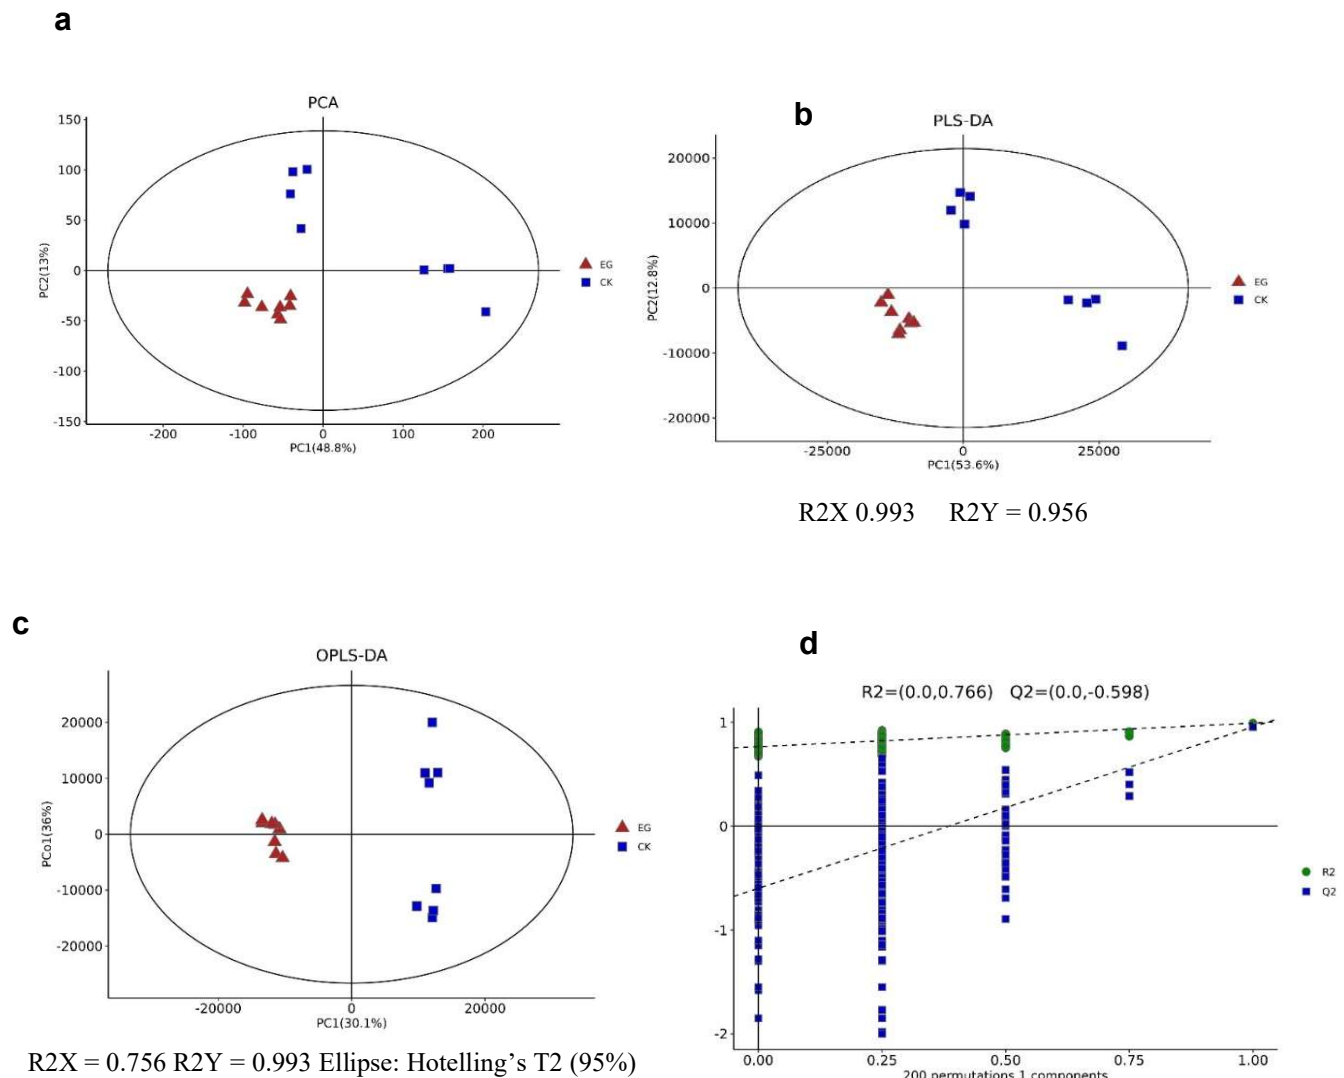 a
PCA
150
100
50
0
-50
-100
-150
PC2(13%)
-200 -100 0 100 200
PC1(48.8%)
EG
CK
b
PLS-DA
20000
10000
0
-10000
-20000
PC2(12.8%)
-25000 0 25000
PC1(53.6%)
EG
CK
R2X 0.993 R2Y = 0.956
c
OPLS-DA
20000
10000
0
-10000
-20000
PCo1(36%)
-20000 0 20000
PC1(30.1%)
EG
CK
R2X = 0.756 R2Y = 0.993 Ellipse: Hotelling’s T2 (95%)
d
R2=(0.0,0.766) Q2=(0.0,-0.598)
1
0
-1
-2
0.00 0.25 0.50 0.75 1.00
200 permutations 1 components
R2
Q2